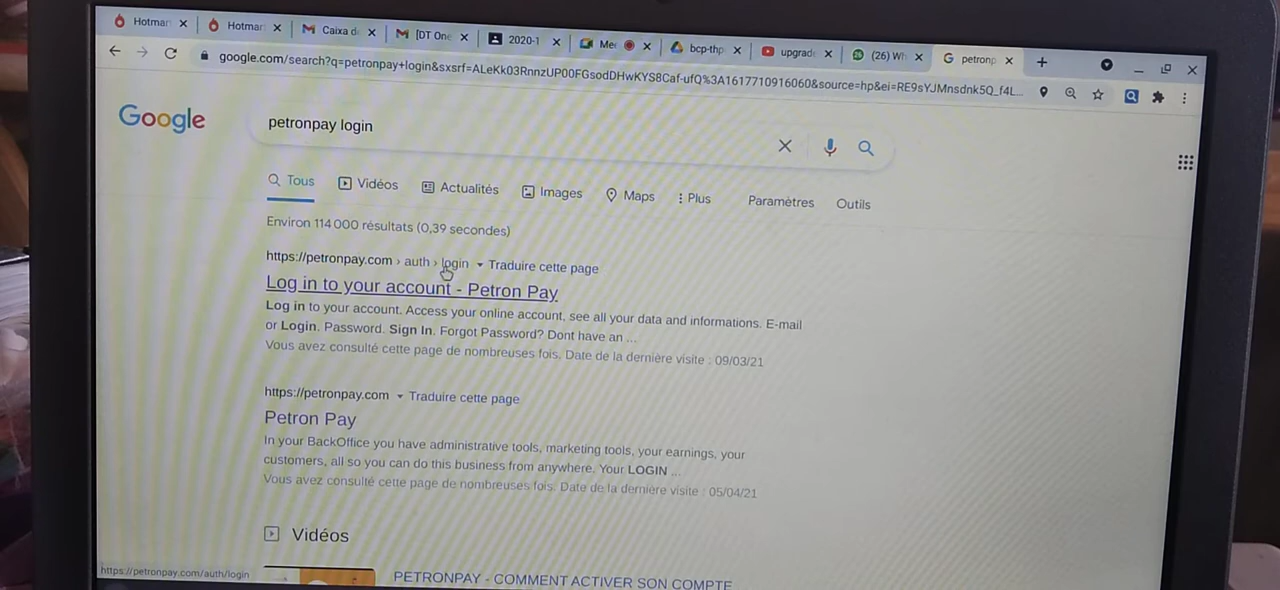 Hotmar
Hotmar
Caixa d
[DT One
2020-1
Me
bcp-thp
upgrade
(26) Wh
petronp
google.com/search?q=petronpay+login&sxsrf=ALeKk03RnnzUP00FGsodDHwKYS8Caf-ufQ%3A1617710916060&source=hp&ei=RE9sYJMnsdnk5Q_f4L...
Google
petronpay login
Tous
Vidéos
Actualités
Images
Maps
Plus
Paramètres
Outils
Environ 114 000 résultats (0,39 secondes)
https://petronpay.com › auth › login Traduire cette page
Log in to your account - Petron Pay
Log in to your account. Access your online account, see all your data and informations. E-mail
or Login. Password. Sign In. Forgot Password? Dont have an ...
Vous avez consulté cette page de nombreuses fois. Date de la dernière visite : 09/03/21
https://petronpay.com Traduire cette page
Petron Pay
In your BackOffice you have administrative tools, marketing tools, your earnings, your
customers, all so you can do this business from anywhere. Your LOGIN ...
Vous avez consulté cette page de nombreuses fois. Date de la dernière visite : 05/04/21
Vidéos
https://petronpay.com/auth/login
PETRONPAY - COMMENT ACTIVER SON COMPTE